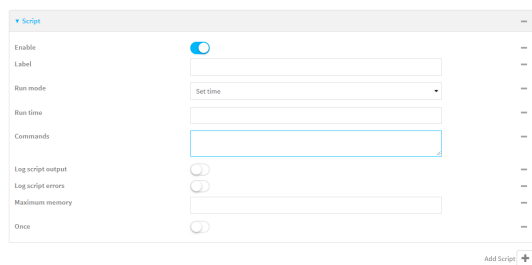 Script
Enable
Label
Run mode
Set time
Run time
Commands
Log script output
Log script errors
Maximum memory
Once
Add Script